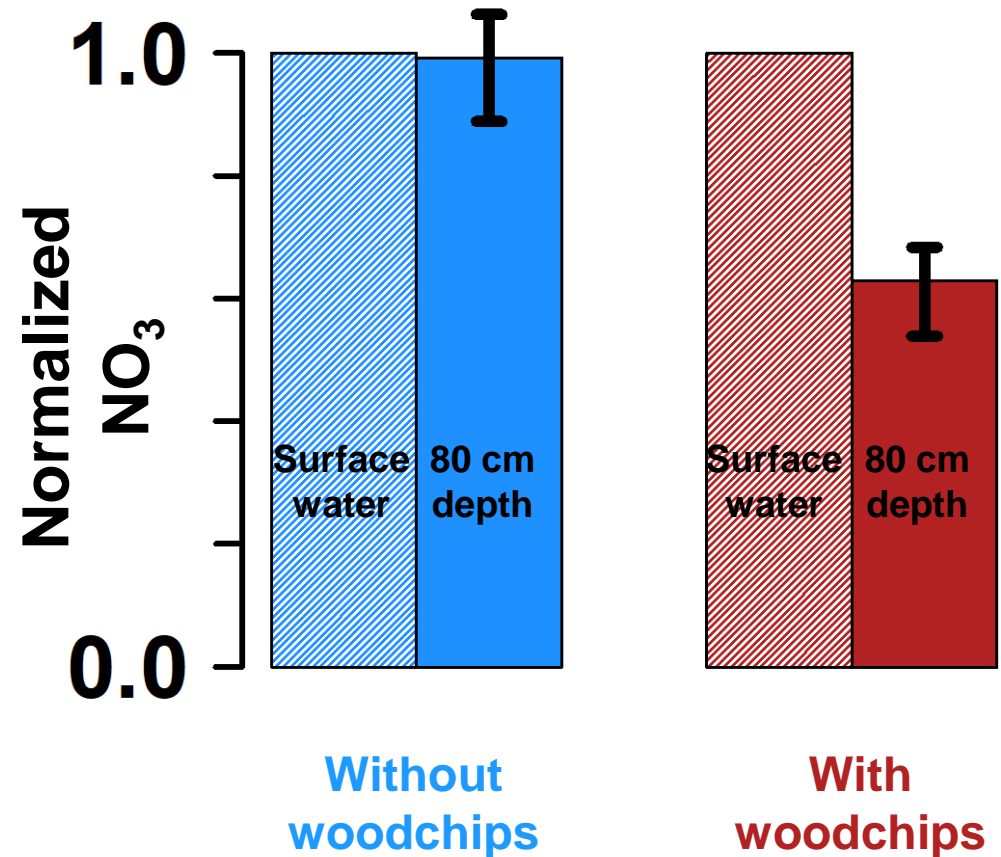 1.0
0.0
Normalized
NO₃
Surface
water
80 cm
depth
Surface
water
80 cm
depth
Without
woodchips
With
woodchips